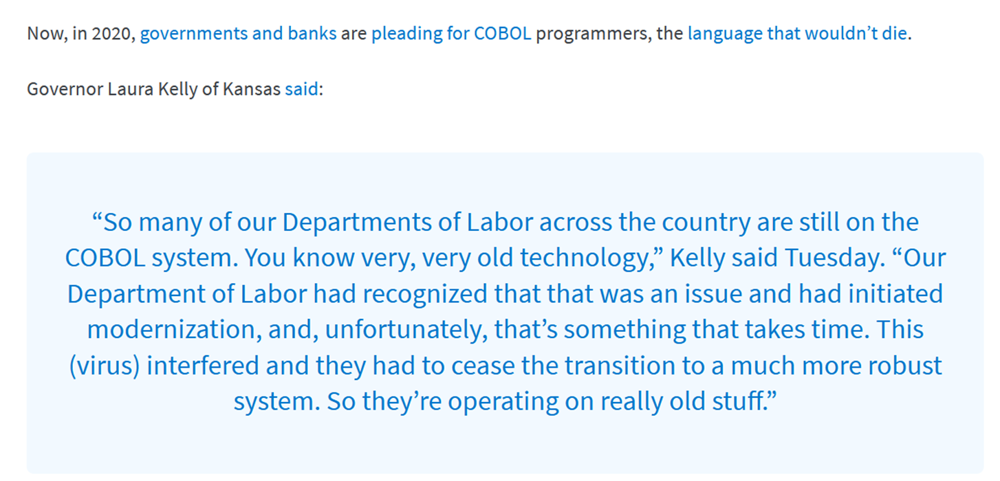 Now, in 2020, governments and banks are pleading for COBOL programmers, the language that wouldn’t die.
Governor Laura Kelly of Kansas said:
“So many of our Departments of Labor across the country are still on the
COBOL system. You know very, very old technology,” Kelly said Tuesday. “Our
Department of Labor had recognized that that was an issue and had initiated
modernization, and, unfortunately, that’s something that takes time. This
(virus) interfered and they had to cease the transition to a much more robust
system. So they’re operating on really old stuff.”